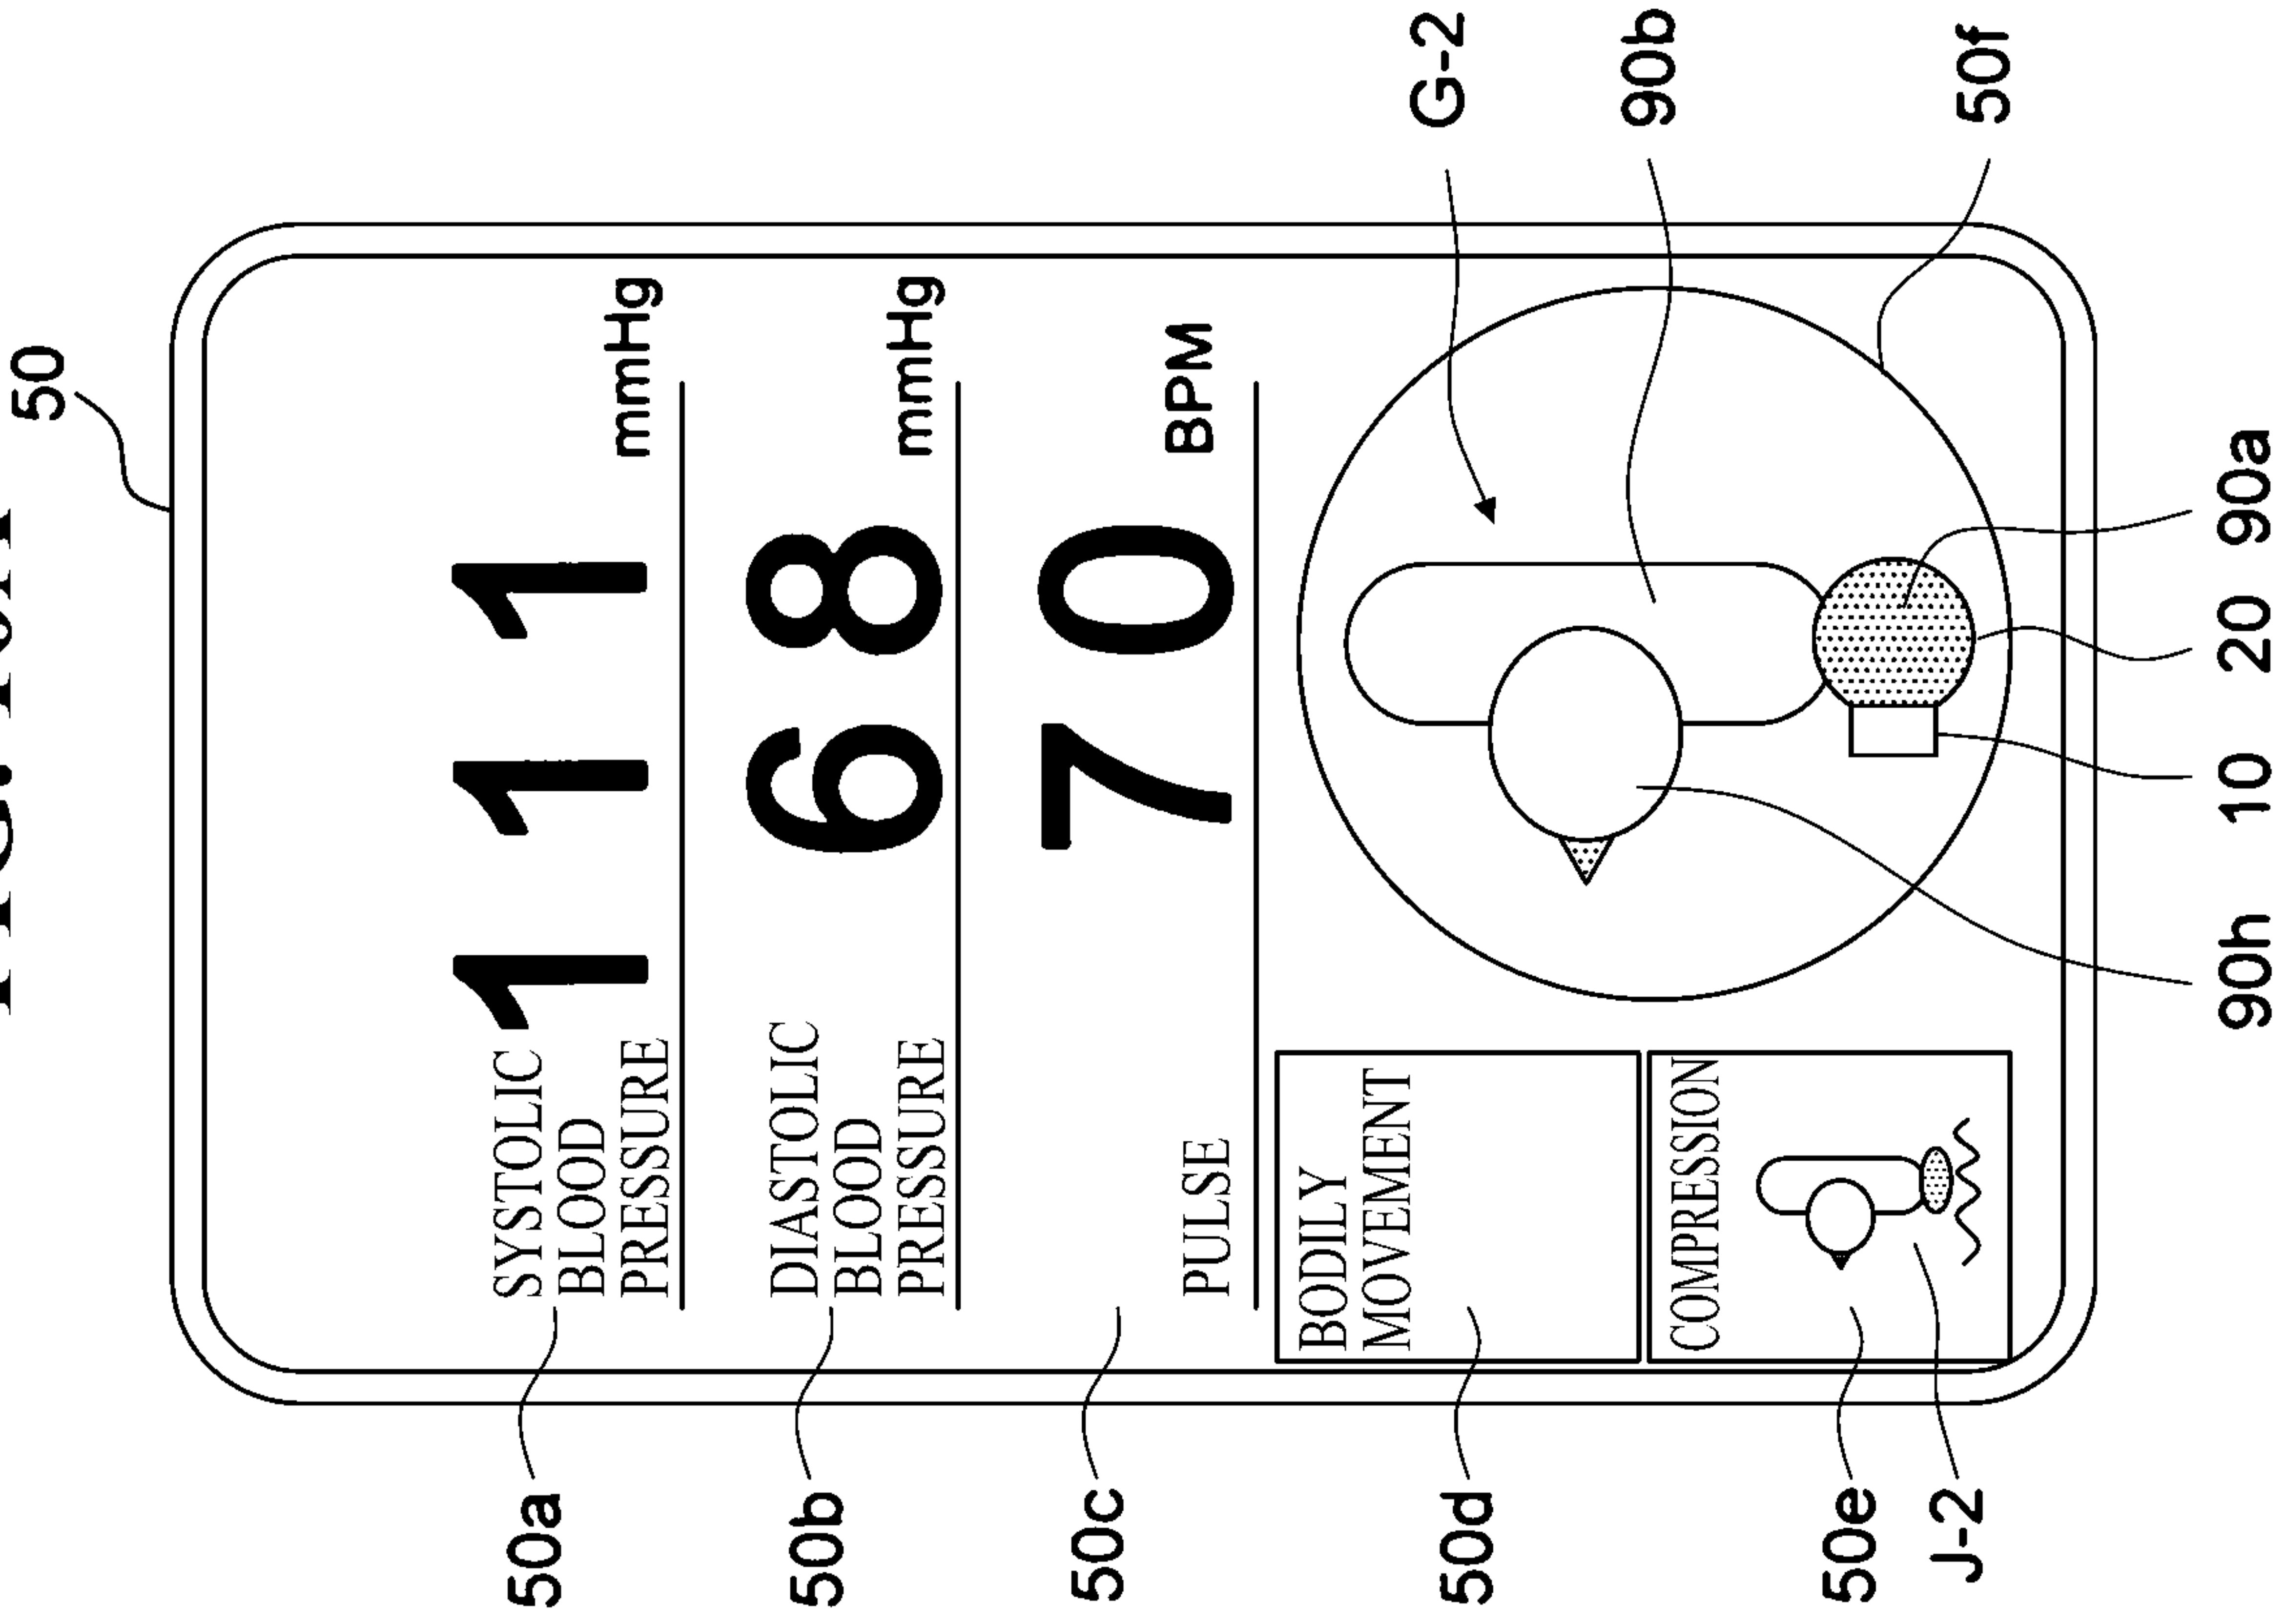 50
50a
SYSTOLIC
BLOOD
PRESSURE
111
mmHg
50b
DIASTOLIC
BLOOD
PRESSURE
68
mmHg
50c
PULSE
70
BPM
50d
BODILY
MOVEMENT
50e
COMPRESSION
J-2
G-2
90b
50f
90h
10
20
90a